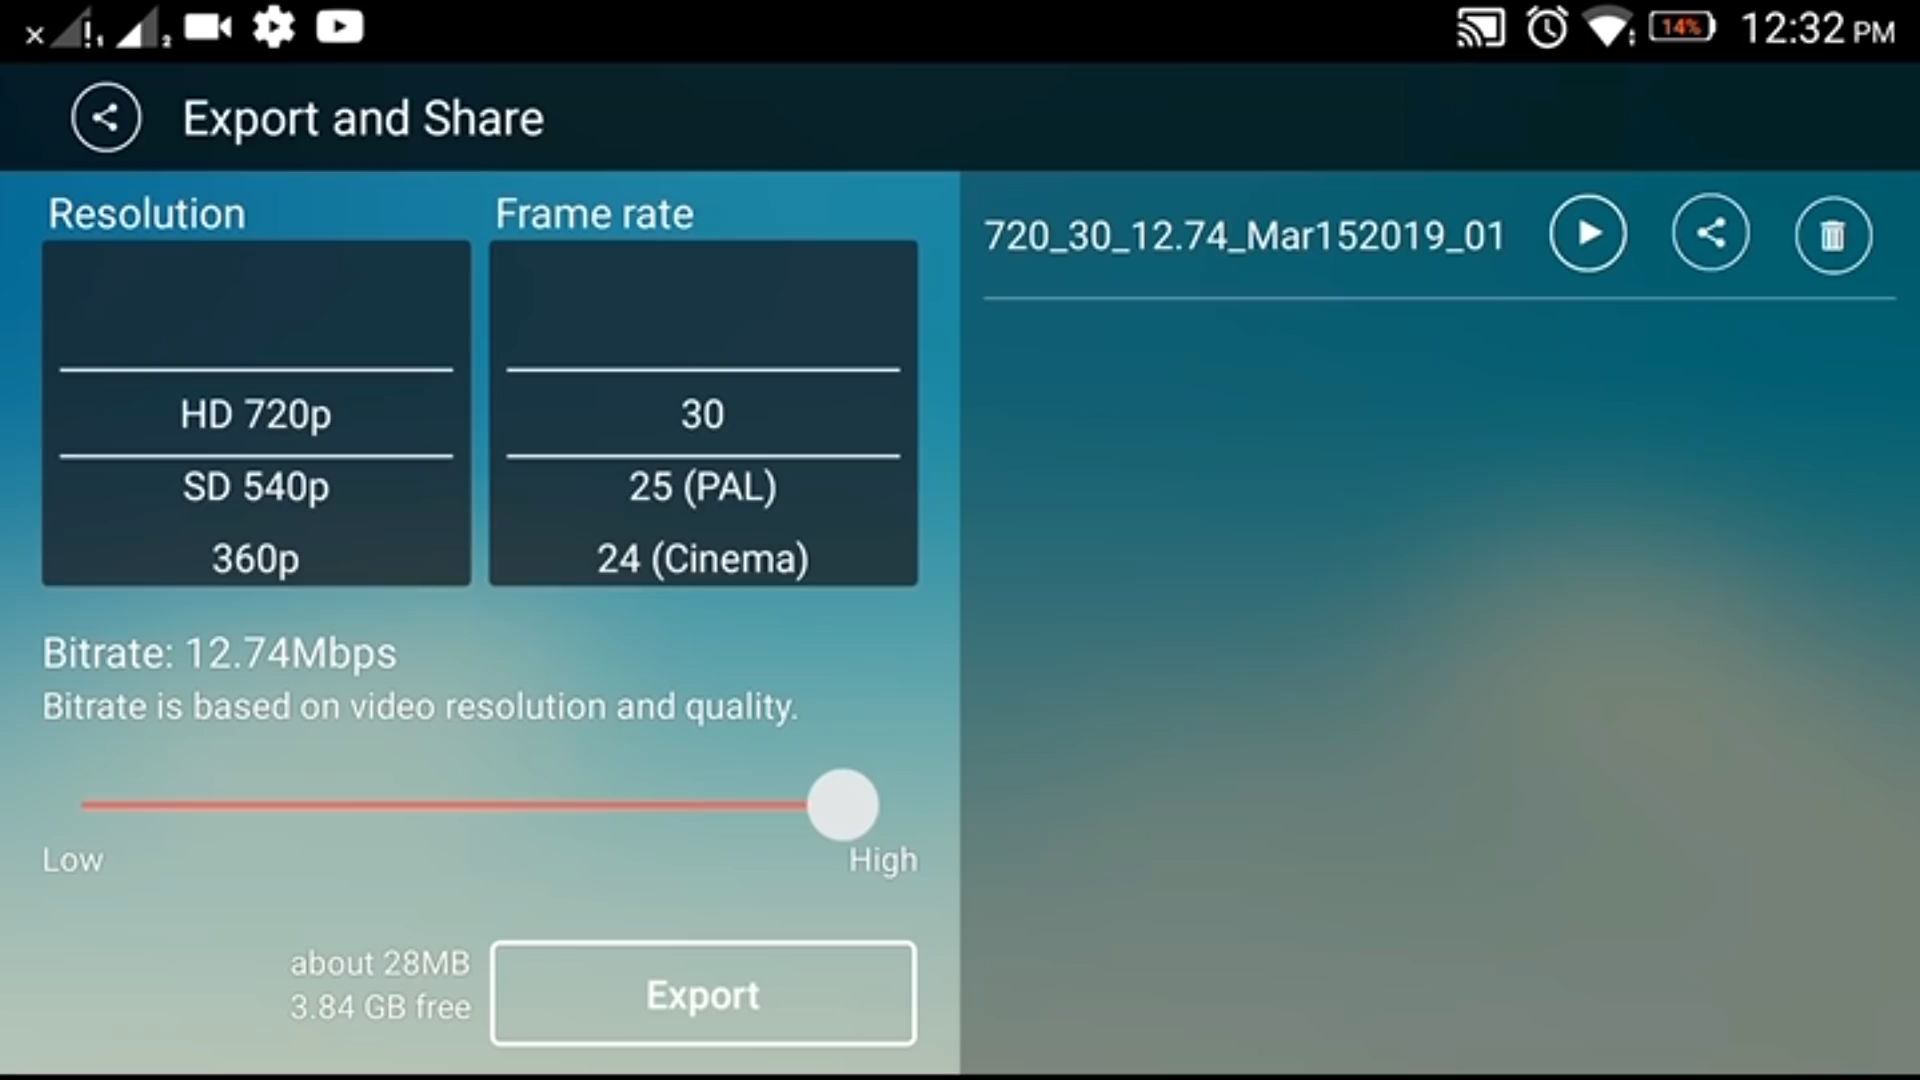 14%
12:32 PM
Export and Share
Resolution
Frame rate
HD 720p
SD 540p
360p
30
25 (PAL)
24 (Cinema)
Bitrate: 12.74Mbps
Bitrate is based on video resolution and quality.
Low
High
about 28MB
3.84 GB free
Export
720_30_12.74_Mar152019_01